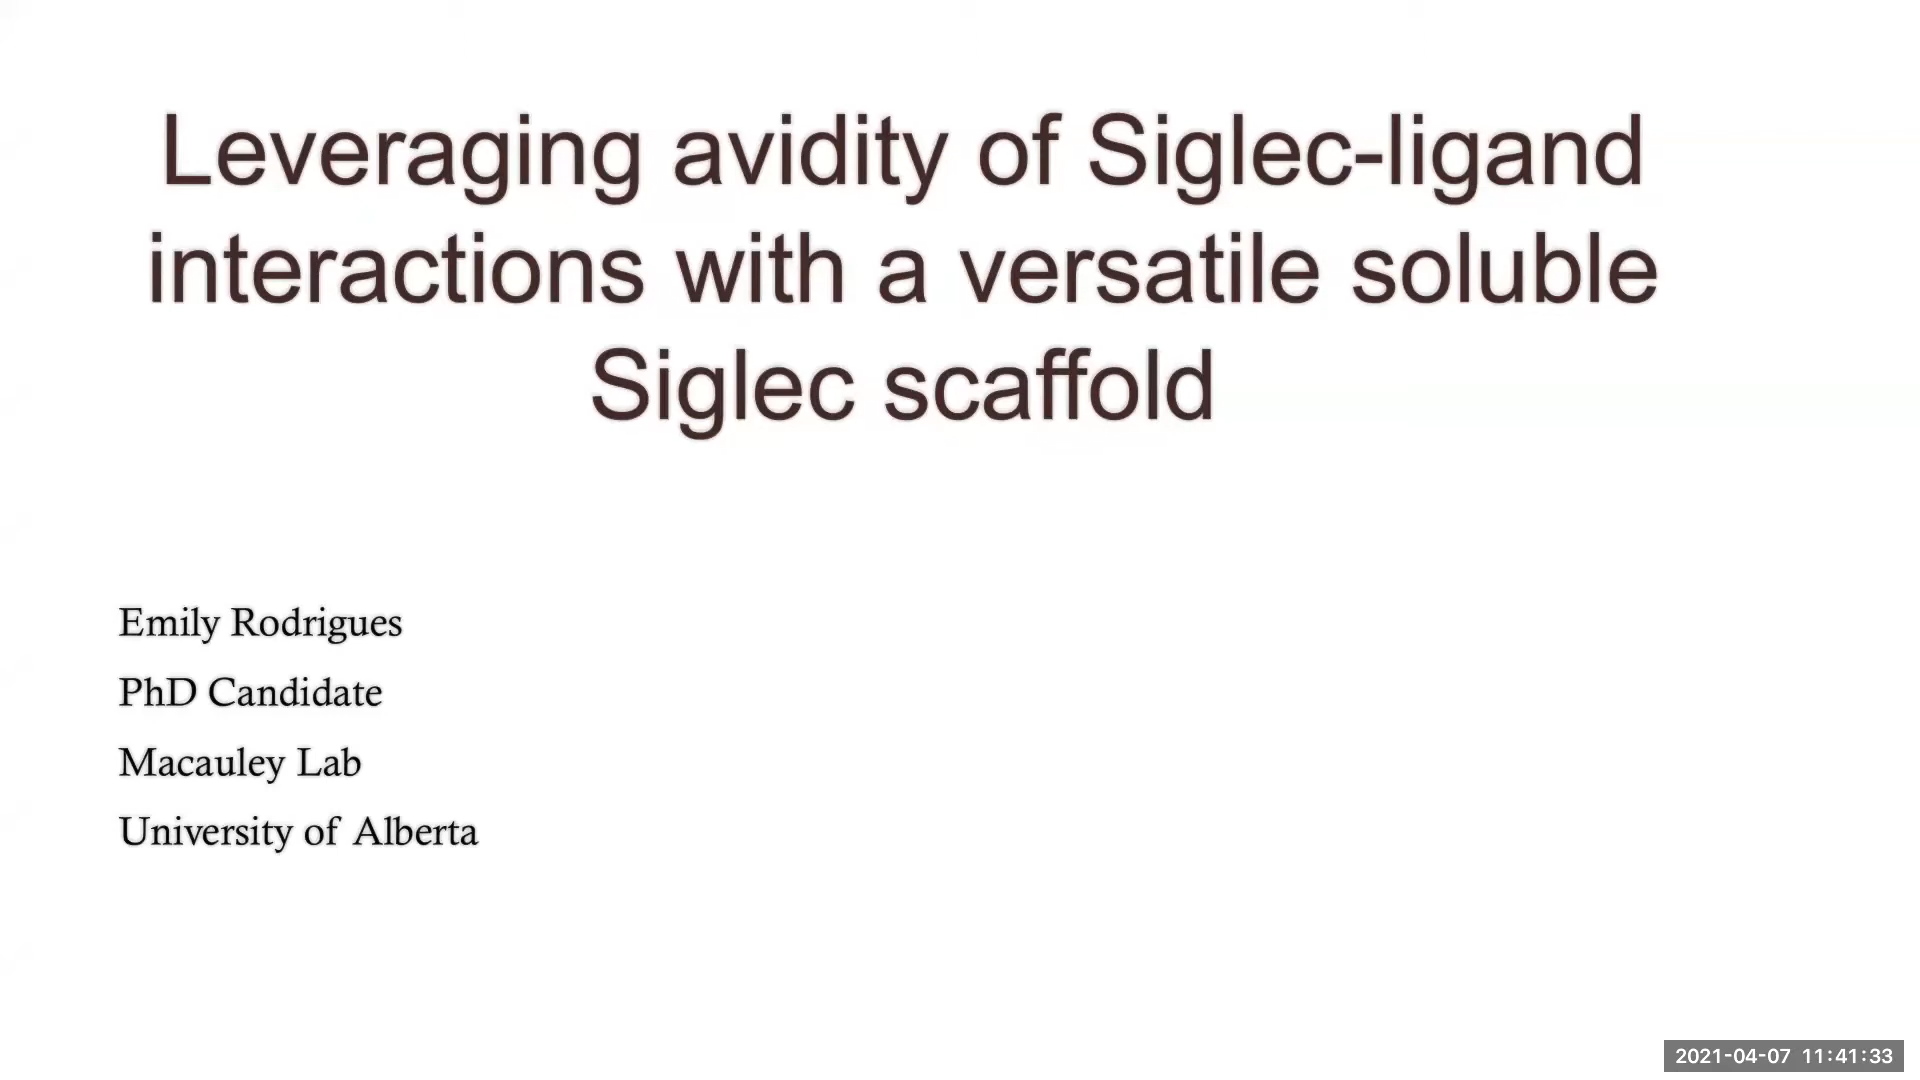 Leveraging avidity of Siglec-ligand
interactions with a versatile soluble
Siglec scaffold
Emily Rodrigues
PhD Candidate
Macauley Lab
University of Alberta
2021-04-07 11:41:33